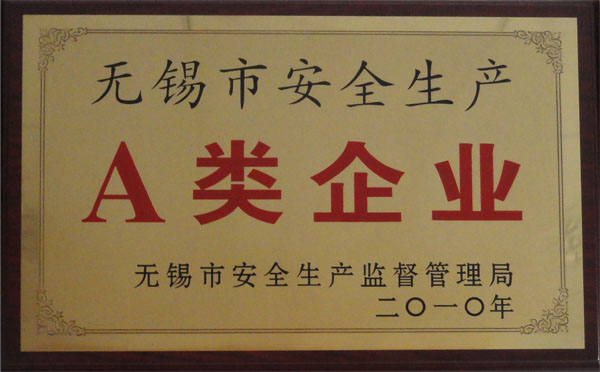 无锡市安全生产
A类企业
无锡市安全生产监督管理局
二〇一〇年